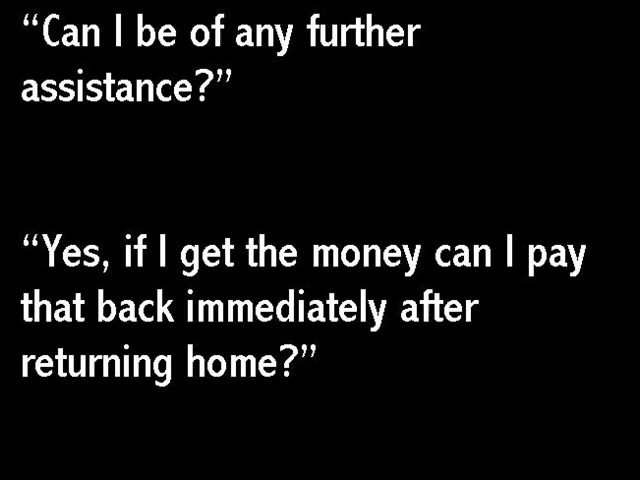 “Can I be of any further
assistance?”
“Yes, if I get the money can I pay
that back immediately after
returning home?”